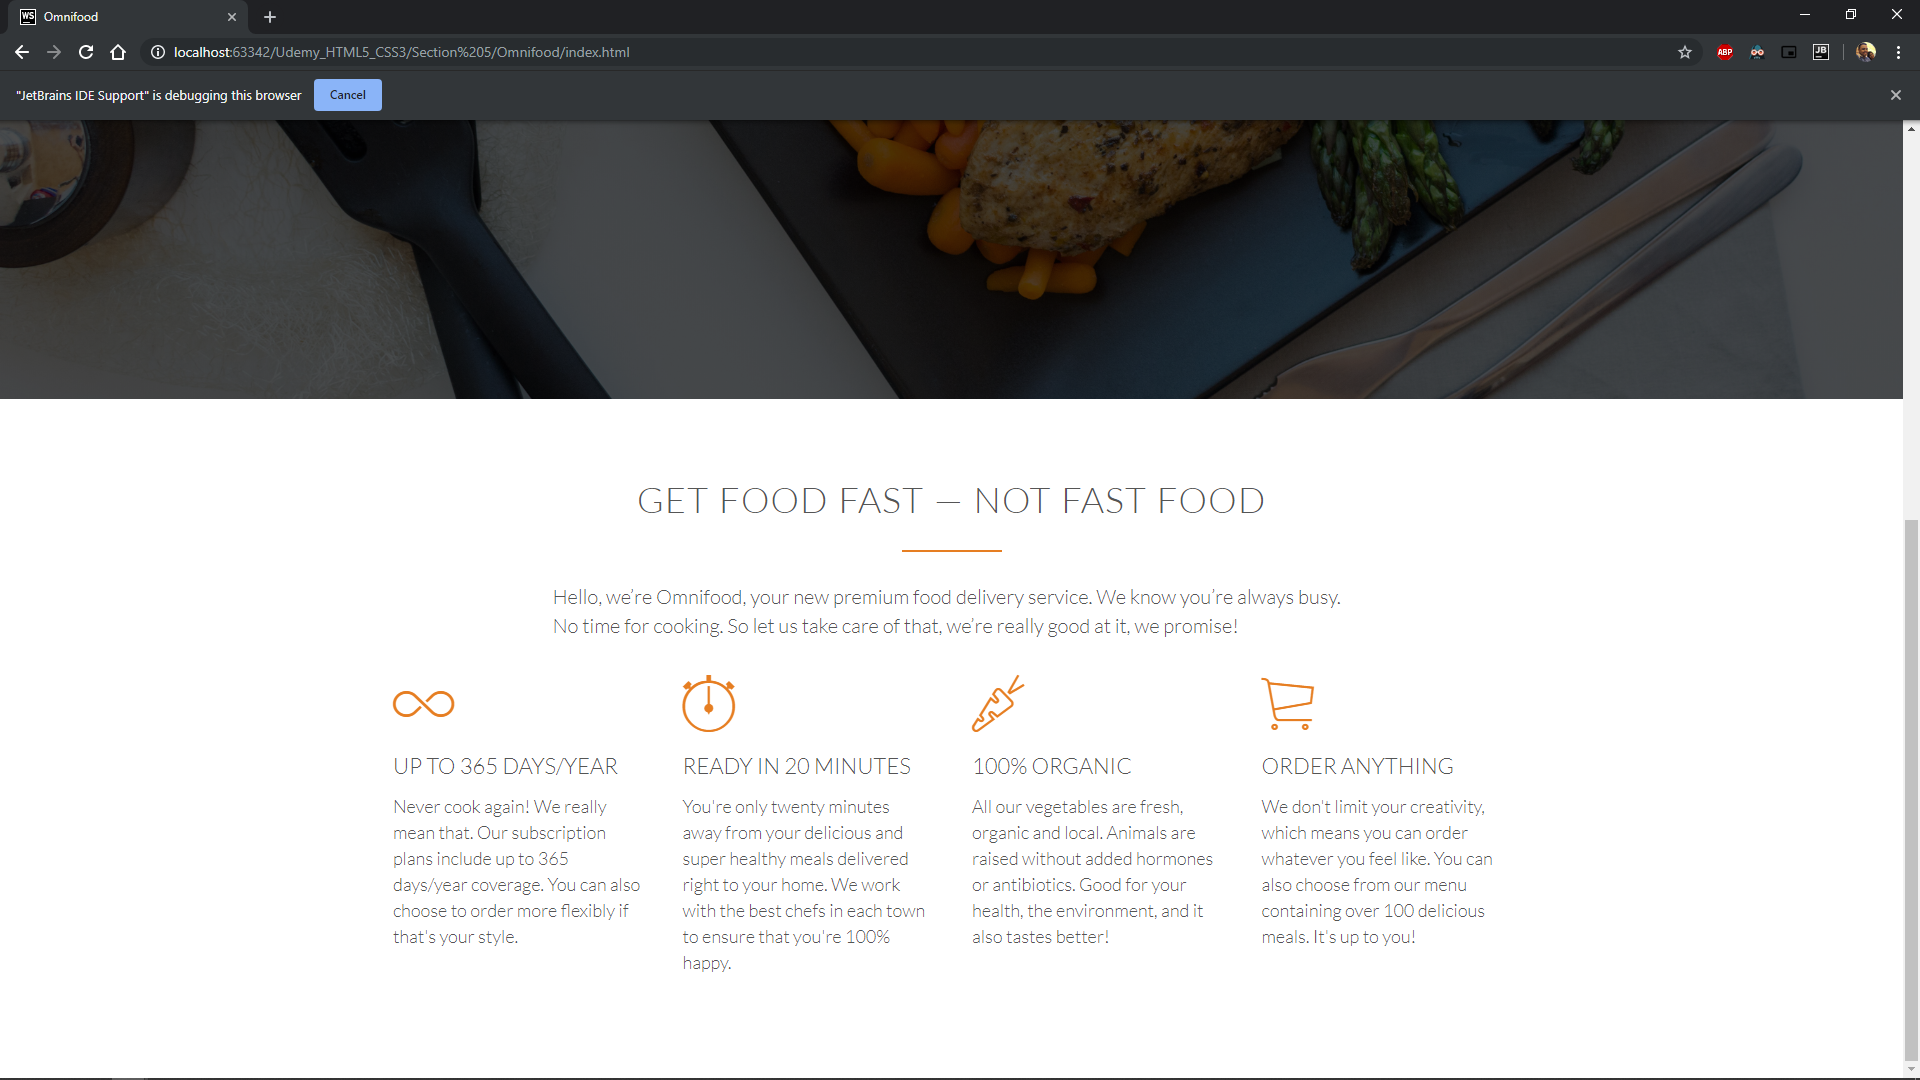 WS Omnifood
localhost:63342/Udemy_HTML5_CSS3/Section%205/Omnifood/index.html
ABP
JB
"JetBrains IDE Support" is debugging this browser
Cancel
GET FOOD FAST — NOT FAST FOOD
Hello, we’re Omnifood, your new premium food delivery service. We know you’re always busy.
No time for cooking. So let us take care of that, we’re really good at it, we promise!
UP TO 365 DAYS/YEAR
Never cook again! We really
mean that. Our subscription
plans include up to 365
days/year coverage. You can also
choose to order more flexibly if
that's your style.
READY IN 20 MINUTES
You're only twenty minutes
away from your delicious and
super healthy meals delivered
right to your home. We work
with the best chefs in each town
to ensure that you're 100%
happy.
100% ORGANIC
All our vegetables are fresh,
organic and local. Animals are
raised without added hormones
or antibiotics. Good for your
health, the environment, and it
also tastes better!
ORDER ANYTHING
We don't limit your creativity,
which means you can order
whatever you feel like. You can
also choose from our menu
containing over 100 delicious
meals. It's up to you!